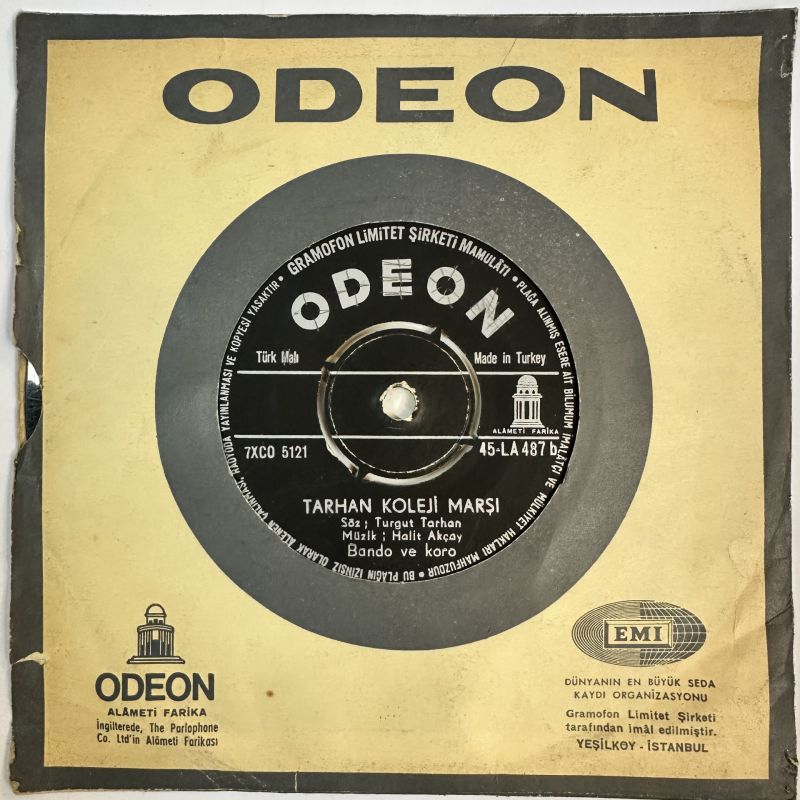 ODEON
GRAMOFON LİMİTET ŞİRKETİ MAMULÂTI • PLAĞA ALINMIŞ ESERE AİT BİLUMUM İMALÂTÇI VE MÜLKİYET HAKLARI MAHFUZDUR • BU PLAĞIN İZİNSİZ OLARAK ALENEN ÇALINMASI, RADYODA YAYINLANMASI VE KOPYESİ YASAKTIR •
ODEON
Türk Malı
Made in Turkey
ALÂMETİ FARİKA
7XCO 5121
45-LA 487 b
TARHAN KOLEJİ MARŞI
Söz ; Turgut Tarhan
Müzik ; Halit Akçay
Bando ve koro
ODEON
ALÂMETİ FARİKA
İngilterede, The Parlophone
Co. Ltd'in Alâmeti Farikası
EMI
DÜNYANIN EN BÜYÜK SEDA
KAYDI ORGANİZASYONU
Gramofon Limitet Şirketi
tarafından imâl edilmiştir.
YEŞİLKÖY - İSTANBUL